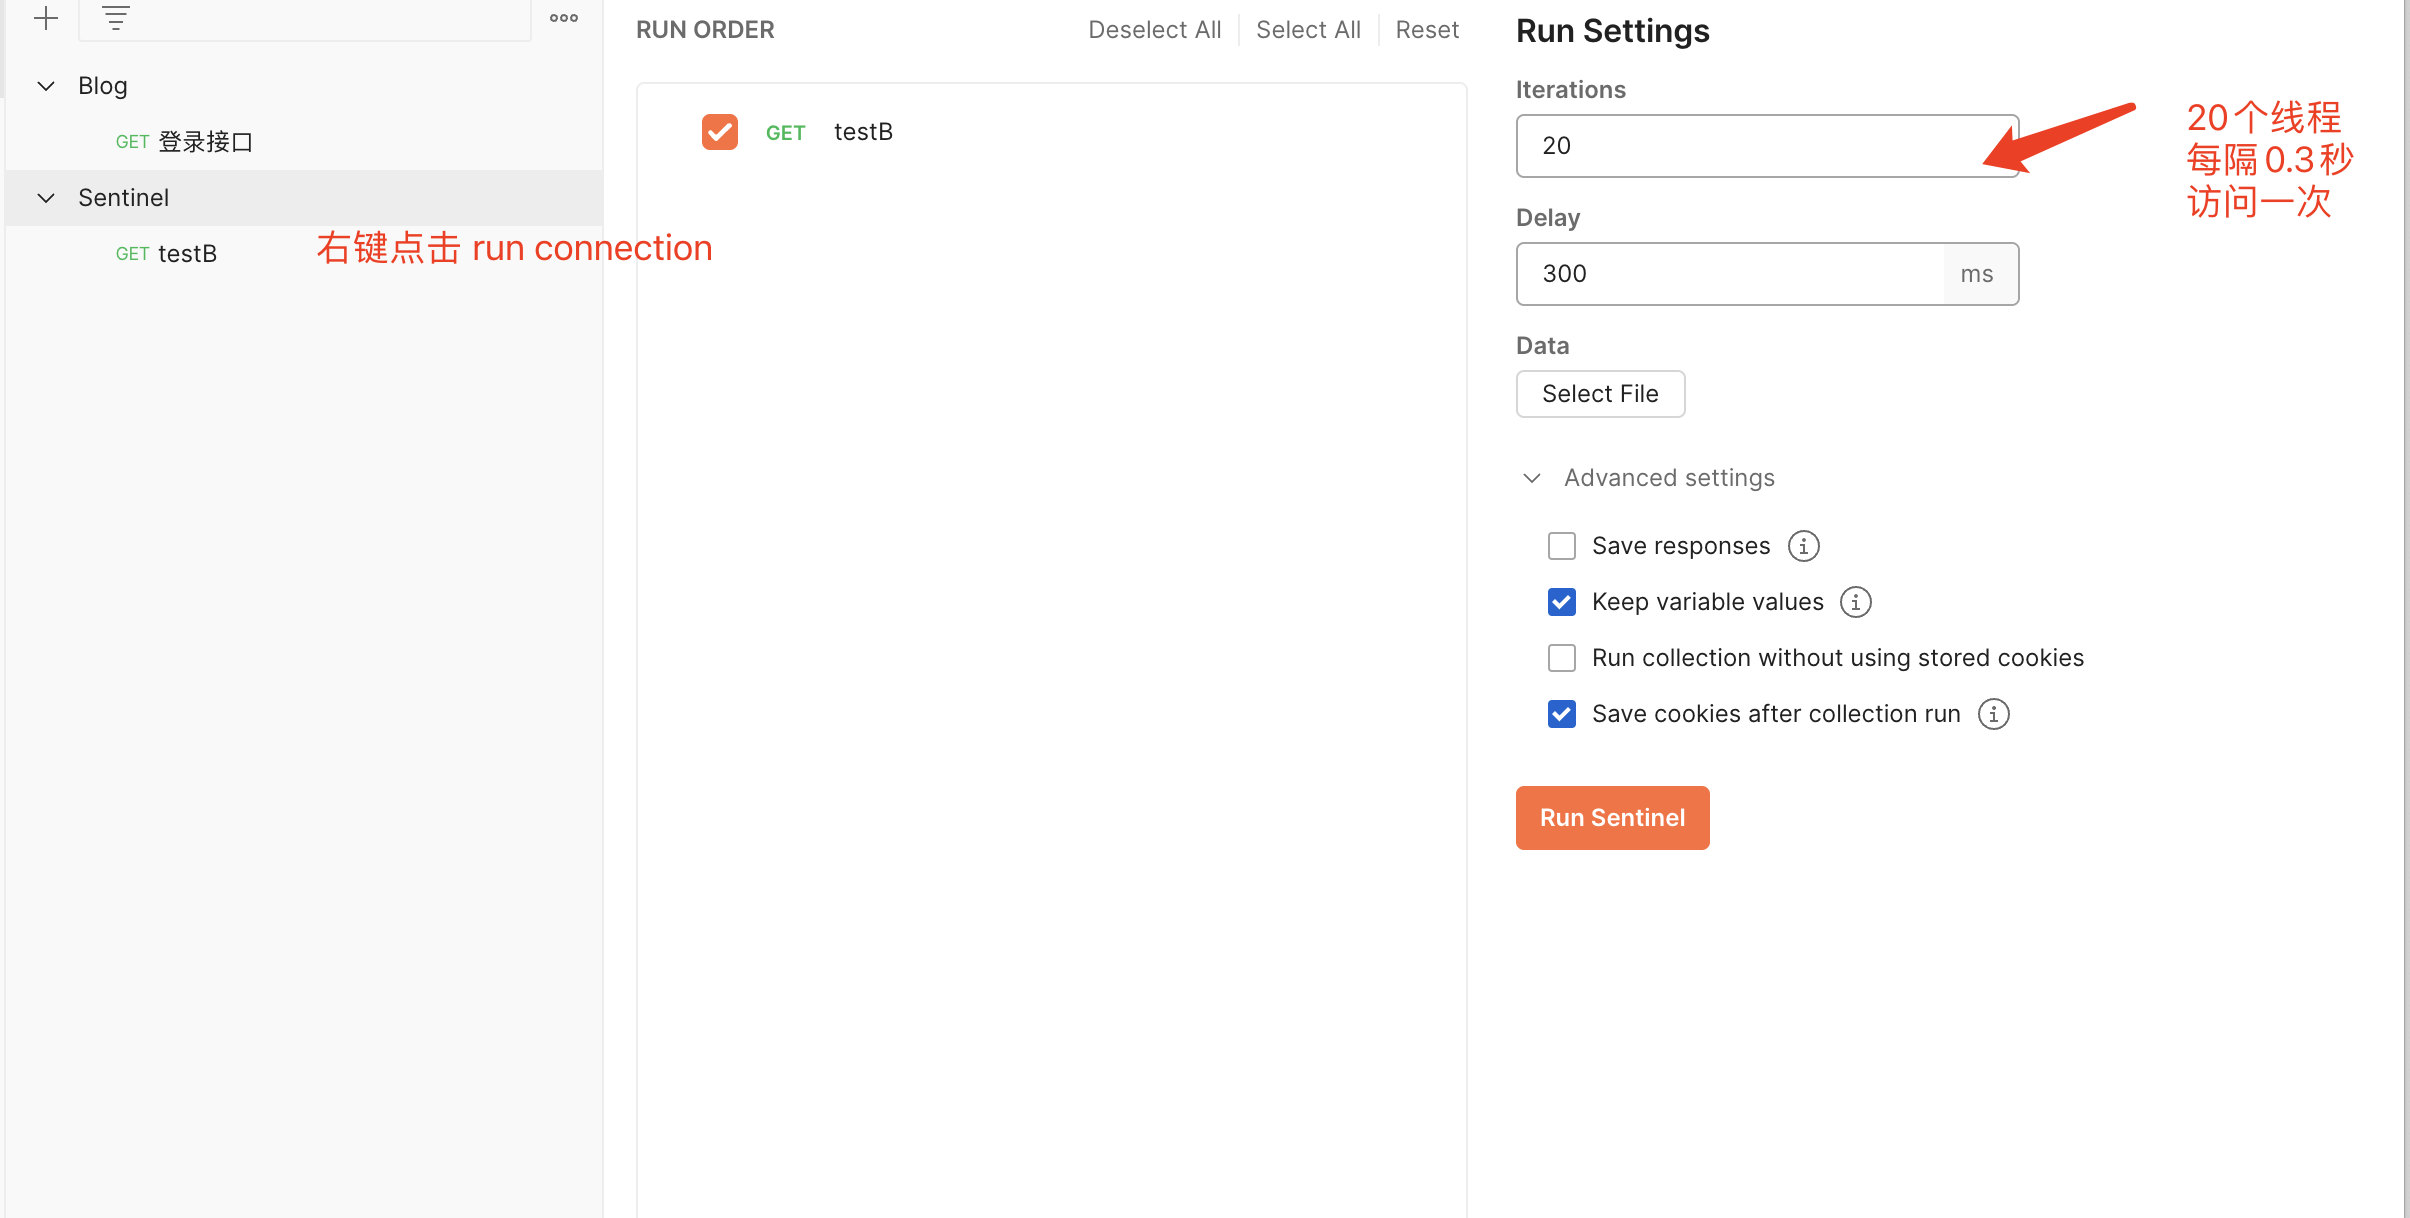 Blog
GET 登录接口
Sentinel
GET testB
右键点击 run connection
RUN ORDER
Deselect All
Select All
Reset
GET testB
Run Settings
Iterations
20
20个线程
每隔0.3秒
访问一次
Delay
300
ms
Data
Select File
Advanced settings
Save responses
Keep variable values
Run collection without using stored cookies
Save cookies after collection run
Run Sentinel